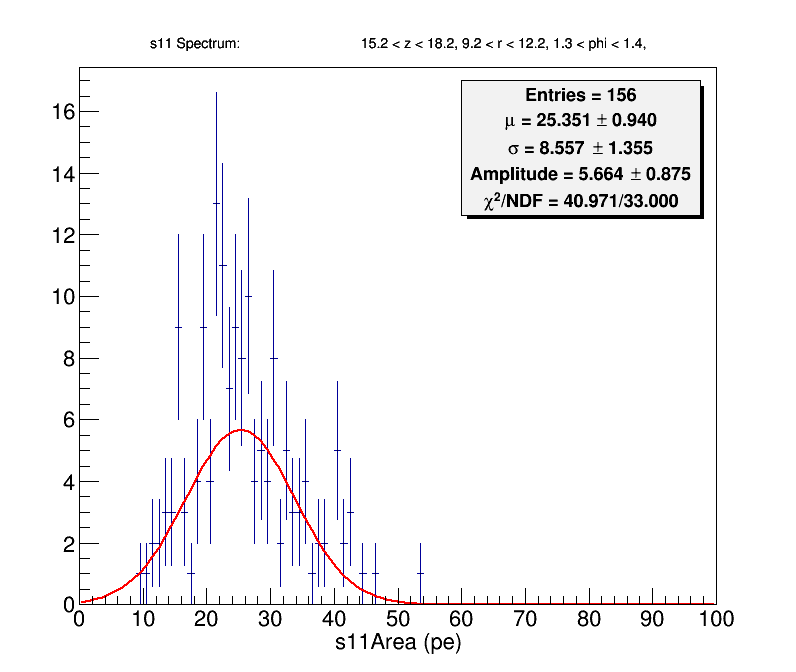 s11 Spectrum: 15.2 < z < 18.2, 9.2 < r < 12.2, 1.3 < phi < 1.4,
Entries = 156
μ = 25.351 ± 0.940
σ = 8.557 ± 1.355
Amplitude = 5.664 ± 0.875
χ²/NDF = 40.971/33.000
16
14
12
10
8
6
4
2
0
0 10 20 30 40 50 60 70 80 90 100
s11Area (pe)